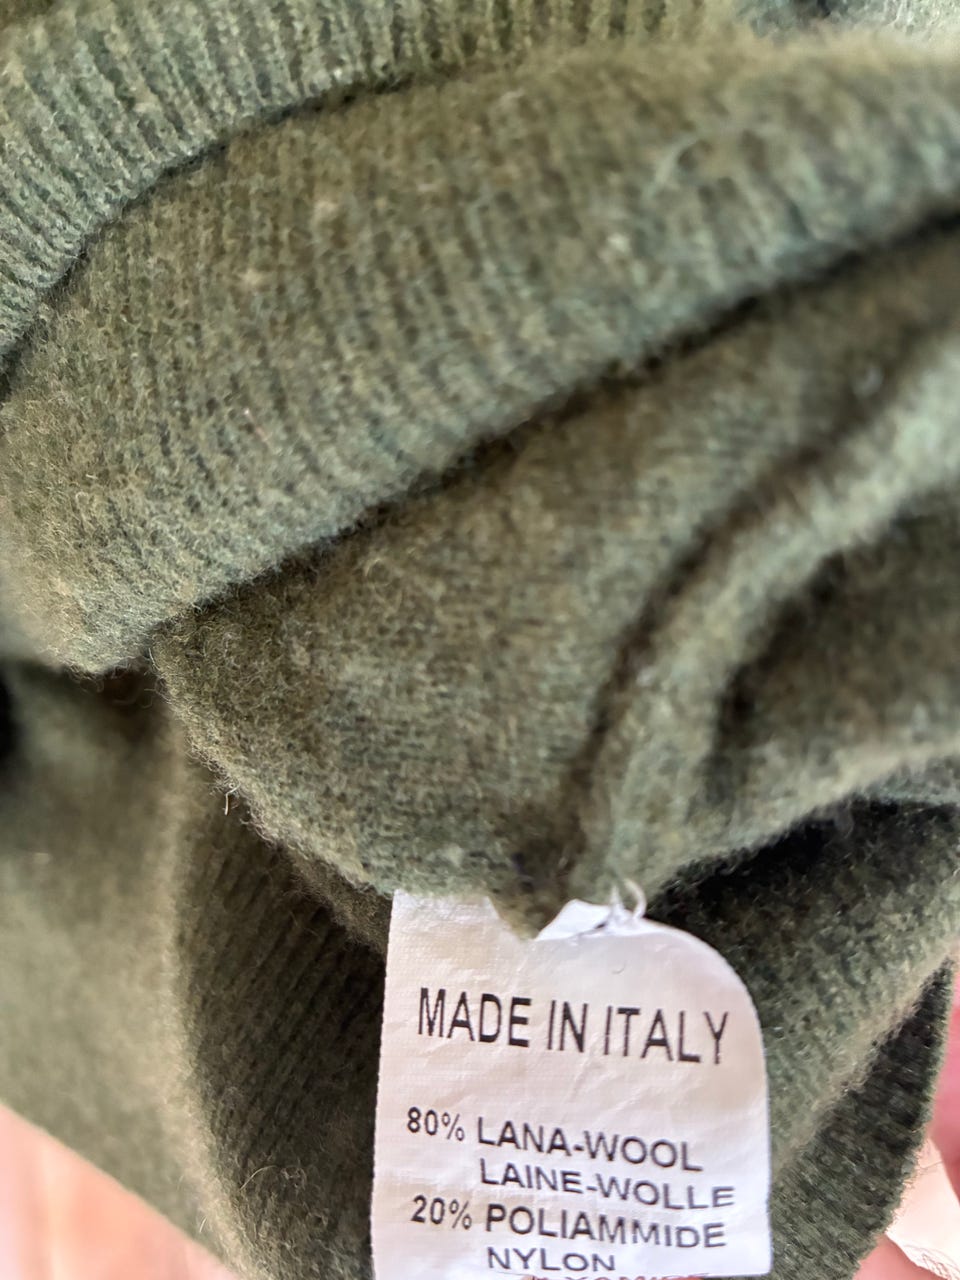 MADE IN ITALY
80% LANA-WOOL
LAINE-WOLLE
20% POLIAMMIDE
NYLON